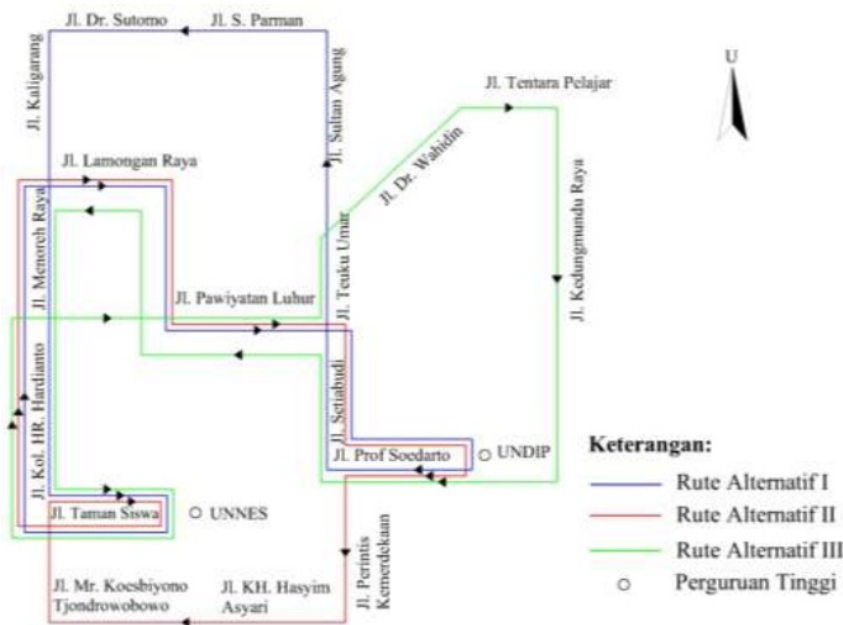 Jl. Dr. Sutomo
Jl. S. Parman
U
Jl. Kaligarang
Jl. Sultan Agung
Jl. Tentara Pelajar
Jl. Lamongan Raya
Jl. Dr. Wahidin
Jl. Menoreh Raya
Jl. Teuku Umar
Jl. Kedungmundu Raya
Jl. Pawiyatan Luhur
Jl. Kol. HR. Hardianto
Jl. Setiabudi
Jl. Prof Soedarto
UNDIP
Jl. Taman Siswa
UNNES
Jl. Perintis
Kemerdekaan
Jl. Mr. Koesbiyono
Tjondrowobowo
Jl. KH. Hasyim
Asyari
Keterangan:
Rute Alternatif I
Rute Alternatif II
Rute Alternatif III
Perguruan Tinggi